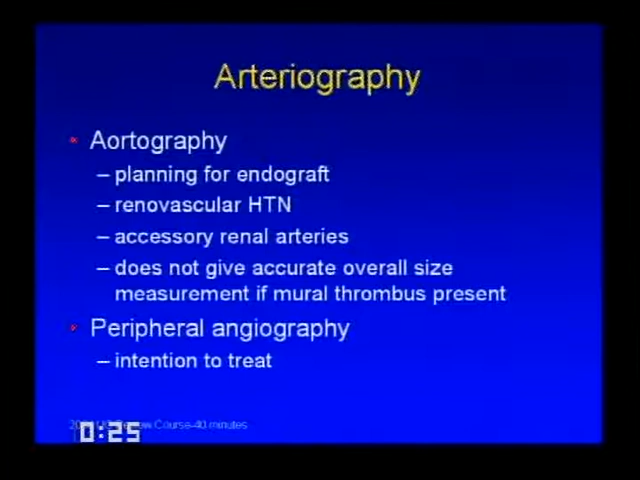 Arteriography
Aortography
– planning for endograft
– renovascular HTN
– accessory renal arteries
– does not give accurate overall size
measurement if mural thrombus present
Peripheral angiography
– intention to treat
Course-40 minutes
0:25